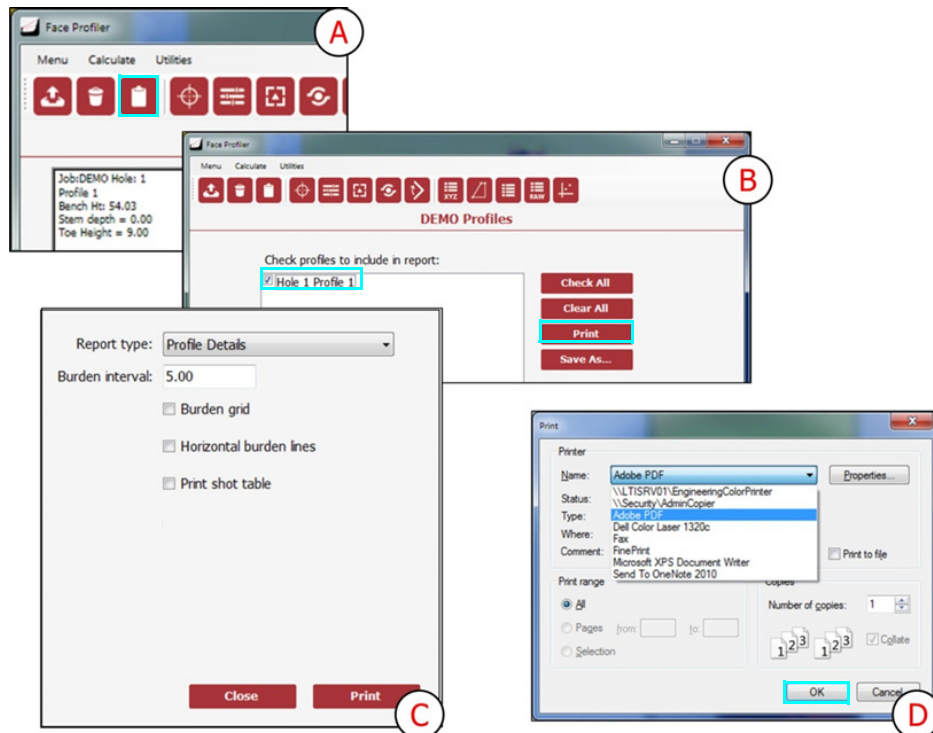 Face Profiler
A
Menu Calculate Utilities
Job:DEMO Hole: 1
Profile 1
Bench Ht: 54.03
Stem depth = 0.00
Toe Height = 9.00
Face Profiler
B
Menu Calculate Utilities
XYZ RAW
DEMO Profiles
Check profiles to include in report:
Hole 1 Profile 1
Check All
Clear All
Print
Save As...
Report type: Profile Details
Burden interval: 5.00
Burden grid
Horizontal burden lines
Print shot table
Close Print
C
Print
Printer
Name: Adobe PDF Properties...
Status: \\LTISRV01\EngineeringColorPrinter
\\Security\AdminCopier
Type: Adobe PDF
Dell Color Laser 1320c
Where: Fax
Comment: FinePrint Print to file
Microsoft XPS Document Writer
Send To OneNote 2010
Print range Copies
All Number of copies: 1
Pages from: to:
Selection
1 2 3 1 2 3 Collate
OK Cancel
D